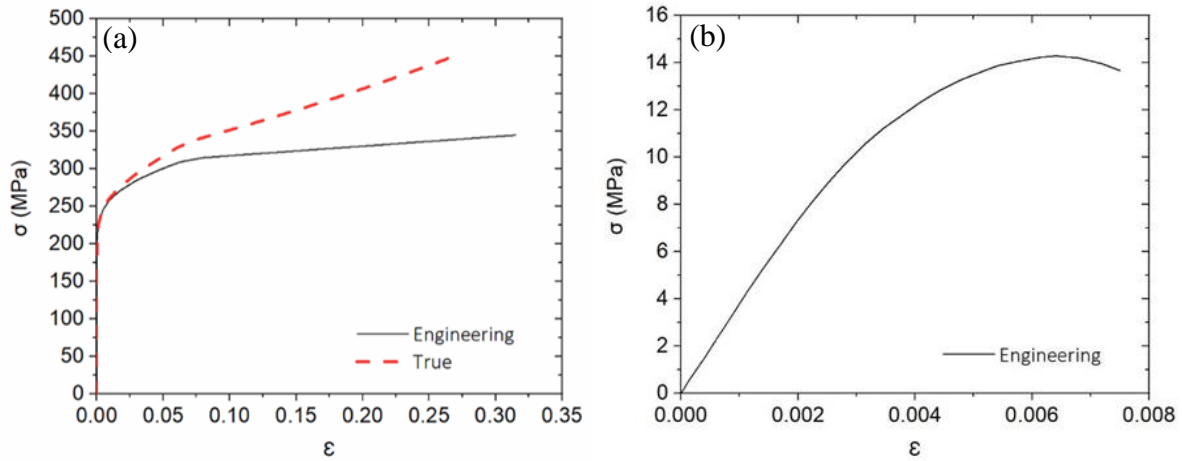 (a)
500
450
400
350
300
250
200
150
100
50
0
σ (MPa)
0.00 0.05 0.10 0.15 0.20 0.25 0.30 0.35
ε
Engineering
True
(b)
16
14
12
10
8
6
4
2
0
σ (MPa)
0.000 0.002 0.004 0.006 0.008
ε
Engineering